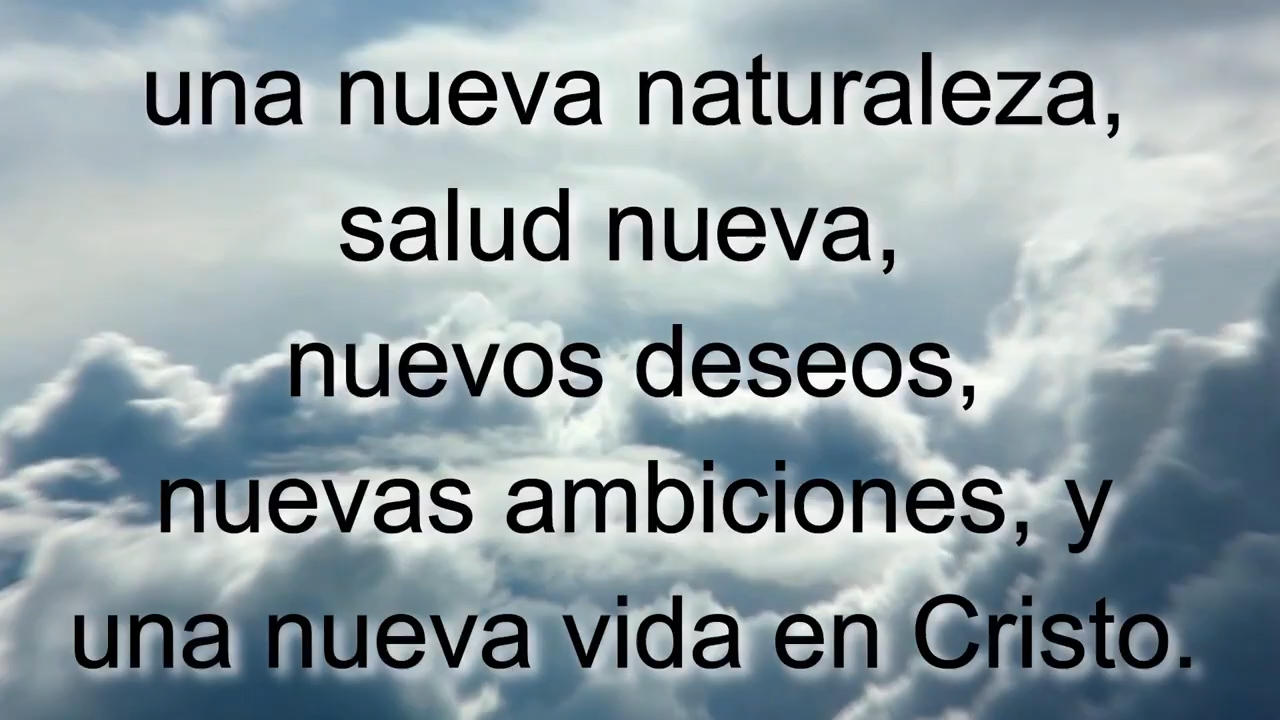 una nueva naturaleza,
salud nueva,
nuevos deseos,
nuevas ambiciones, y
una nueva vida en Cristo.